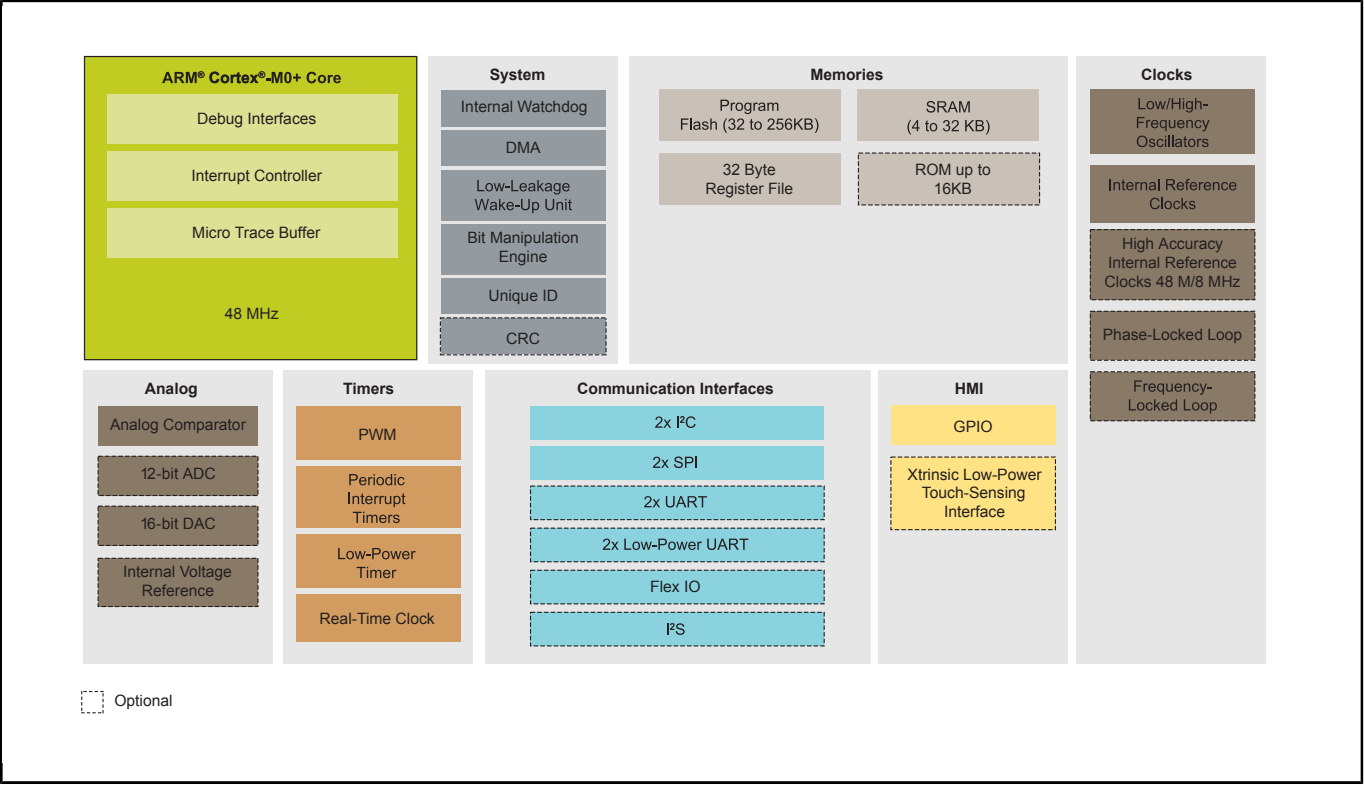 ARM® Cortex®-M0+ Core
Debug Interfaces
Interrupt Controller
Micro Trace Buffer
48 MHz
System
Internal Watchdog
DMA
Low-Leakage
Wake-Up Unit
Bit Manipulation
Engine
Unique ID
CRC
Memories
Program
Flash (32 to 256KB)
SRAM
(4 to 32 KB)
32 Byte
Register File
ROM up to
16KB
Clocks
Low/High-
Frequency
Oscillators
Internal Reference
Clocks
High Accuracy
Internal Reference
Clocks 48 M/8 MHz
Phase-Locked Loop
Frequency-
Locked Loop
Analog
Analog Comparator
12-bit ADC
16-bit DAC
Internal Voltage
Reference
Timers
PWM
Periodic
Interrupt
Timers
Low-Power
Timer
Real-Time Clock
Communication Interfaces
2x I²C
2x SPI
2x UART
2x Low-Power UART
Flex IO
I²S
HMI
GPIO
Xtrinsic Low-Power
Touch-Sensing
Interface
Optional